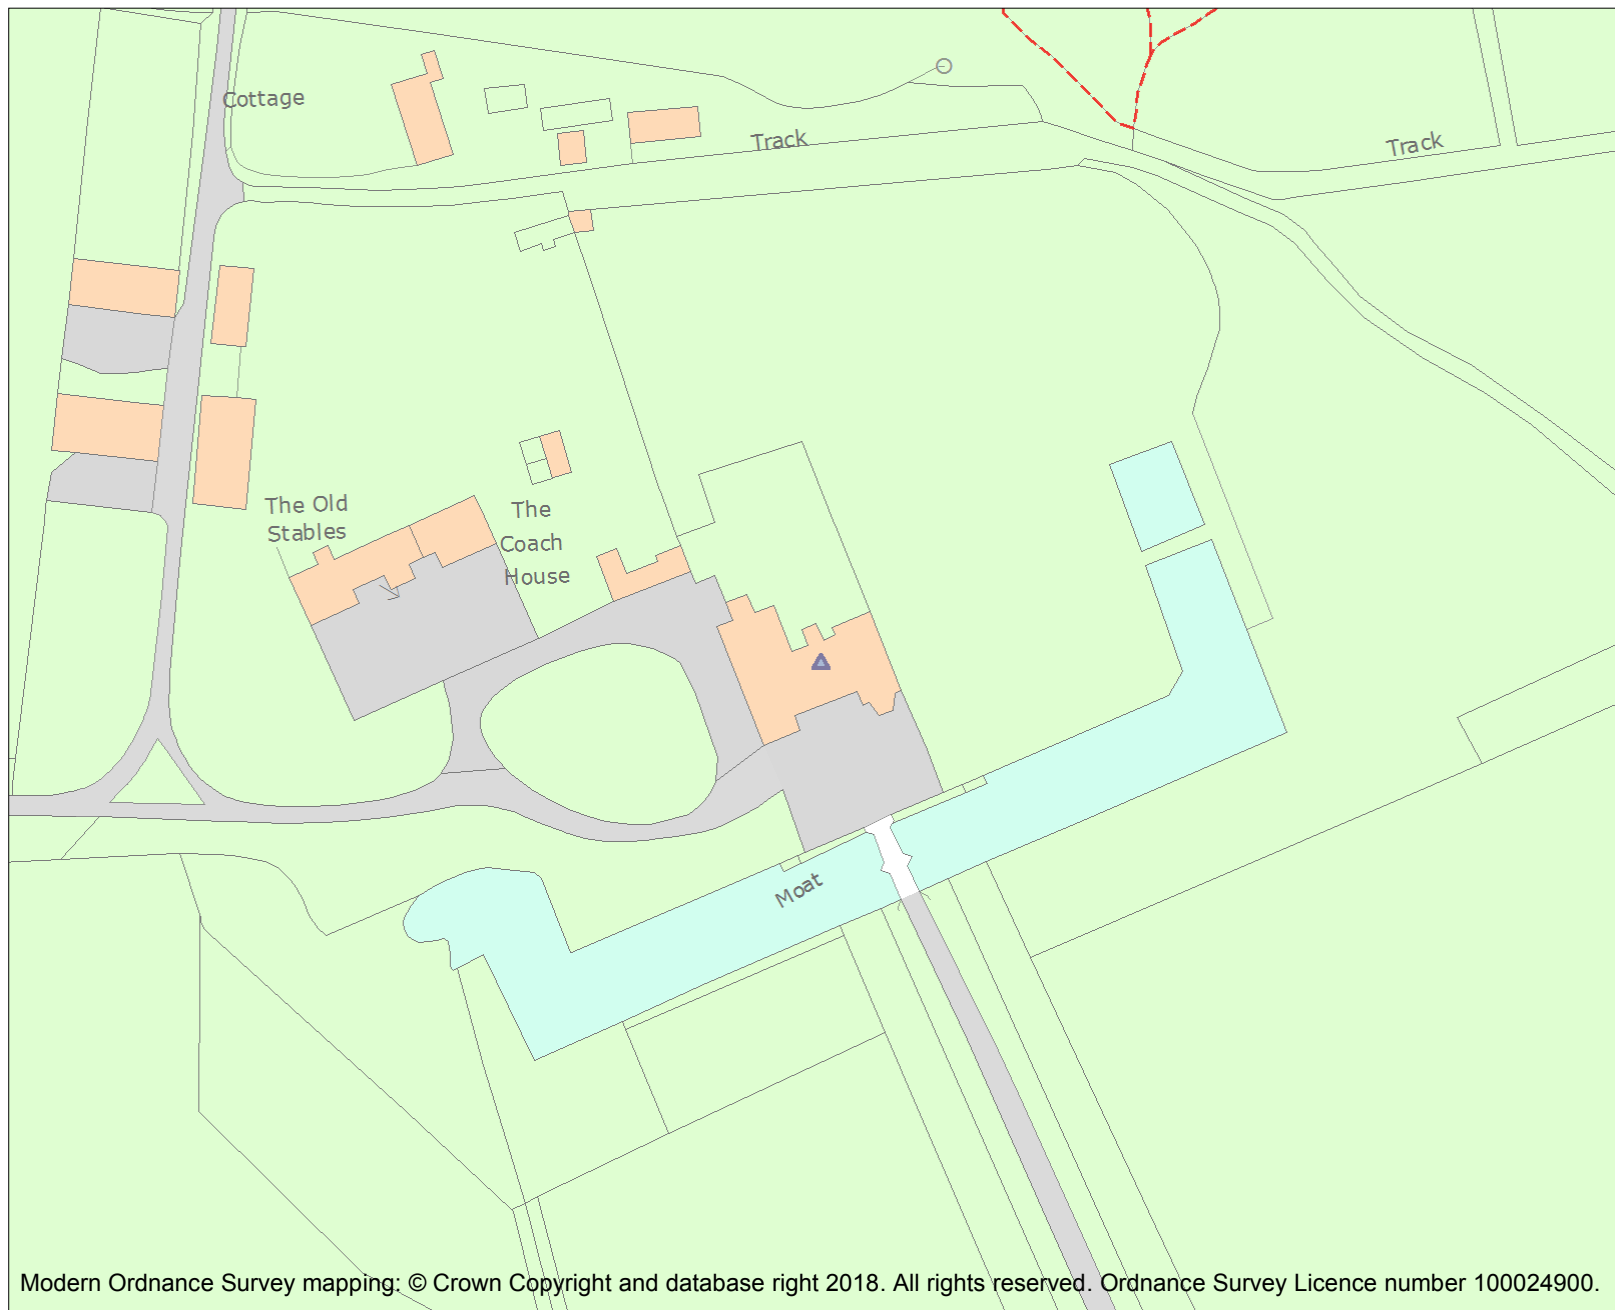 Cottage
Track
Track
The Old
Stables
The
Coach
House
Moat
Modern Ordnance Survey mapping: © Crown Copyright and database right 2018. All rights reserved. Ordnance Survey Licence number 100024900.